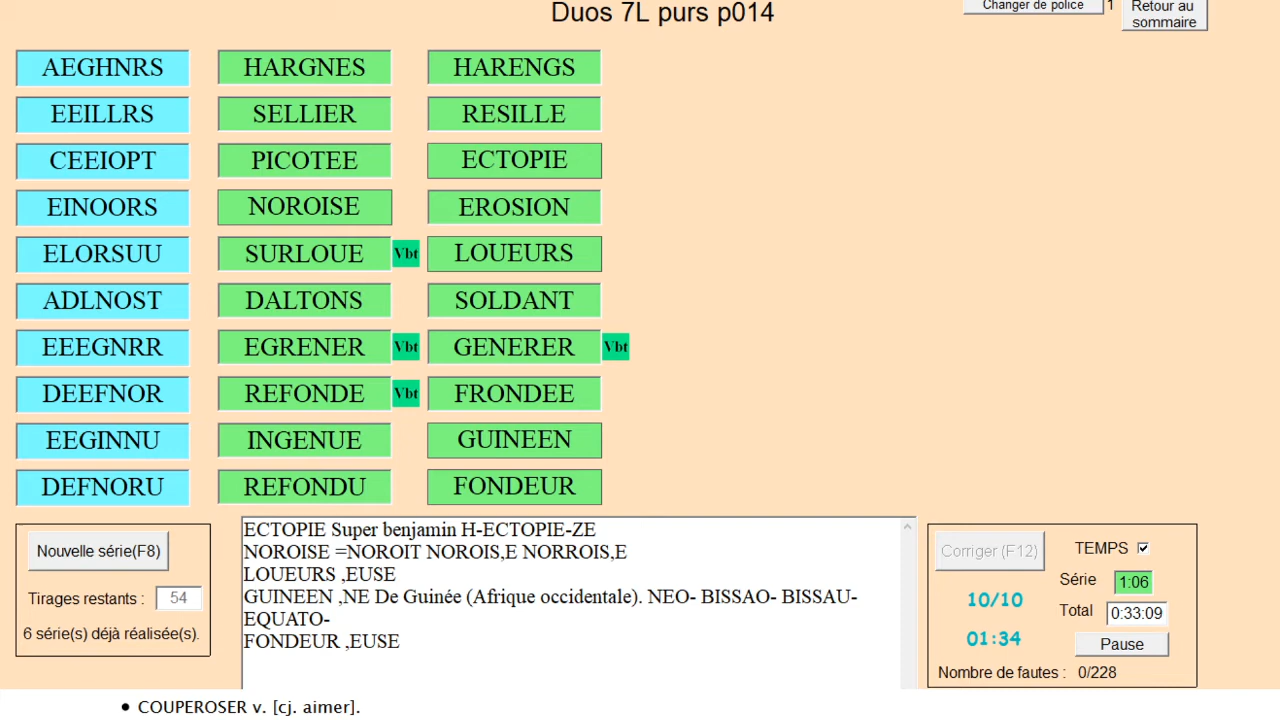 Duos 7L purs p014
Changer de police
1
Retour au
sommaire
AEGHNRS HARGNES HARENGS
EEILLRS SELLIER RESILLE
CEEIOPT PICOTEE ECTOPIE
EINOORS NOROISE EROSION
ELORSUU SURLOUE Vbt LOUEURS
ADLNOST DALTONS SOLDANT
EEEGNRR EGRENER Vbt GENERER Vbt
DEEFNOR REFONDE Vbt FRONDEE
EEGINNU INGENUE GUINEEN
DEFNORU REFONDU FONDEUR
Nouvelle série(F8)
Tirages restants : 54
6 série(s) déjà réalisée(s).
ECTOPIE Super benjamin H-ECTOPIE-ZE
NOROISE =NOROIT NOROIS,E NORROIS,E
LOUEURS ,EUSE
GUINEEN ,NE De Guinée (Afrique occidentale). NEO- BISSAO- BISSAU-
EQUATO-
FONDEUR ,EUSE
Corriger (F12)
TEMPS
Série 1:06
10/10
Total 0:33:09
01:34
Pause
Nombre de fautes : 0/228
• COUPEROSER v. [cj. aimer].